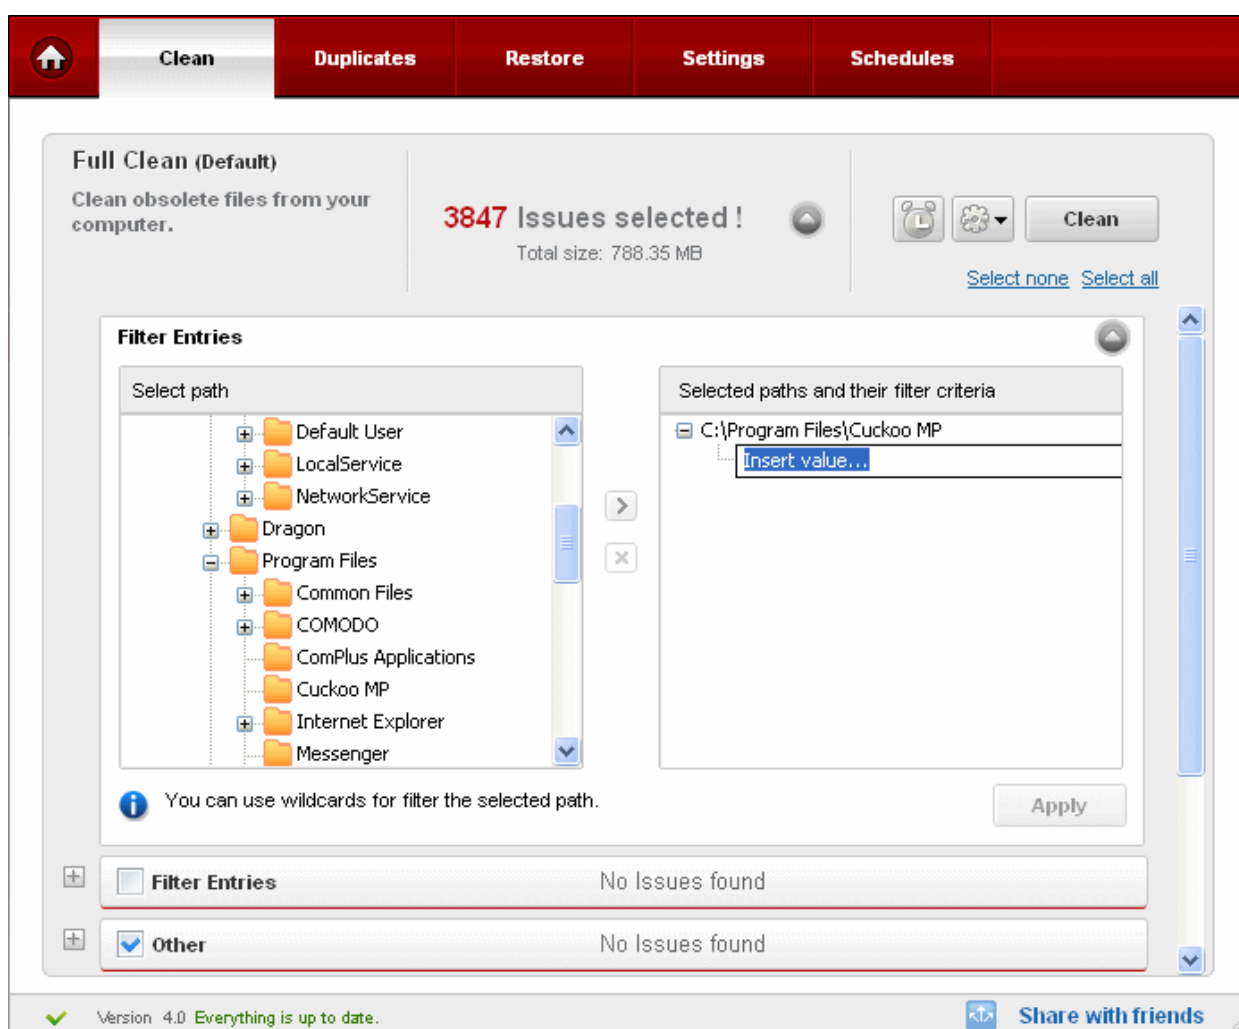 Clean
Duplicates
Restore
Settings
Schedules
Full Clean (Default)
Clean obsolete files from your
computer.
3847 Issues selected !
Total size: 788.35 MB
Clean
Select none Select all
Filter Entries
Select path
Default User
LocalService
NetworkService
Dragon
Program Files
Common Files
COMODO
ComPlus Applications
Cuckoo MP
Internet Explorer
Messenger
Selected paths and their filter criteria
C:\Program Files\Cuckoo MP
Insert value...
You can use wildcards for filter the selected path.
Apply
Filter Entries No Issues found
Other No Issues found
Version 4.0 Everything is up to date.
Share with friends